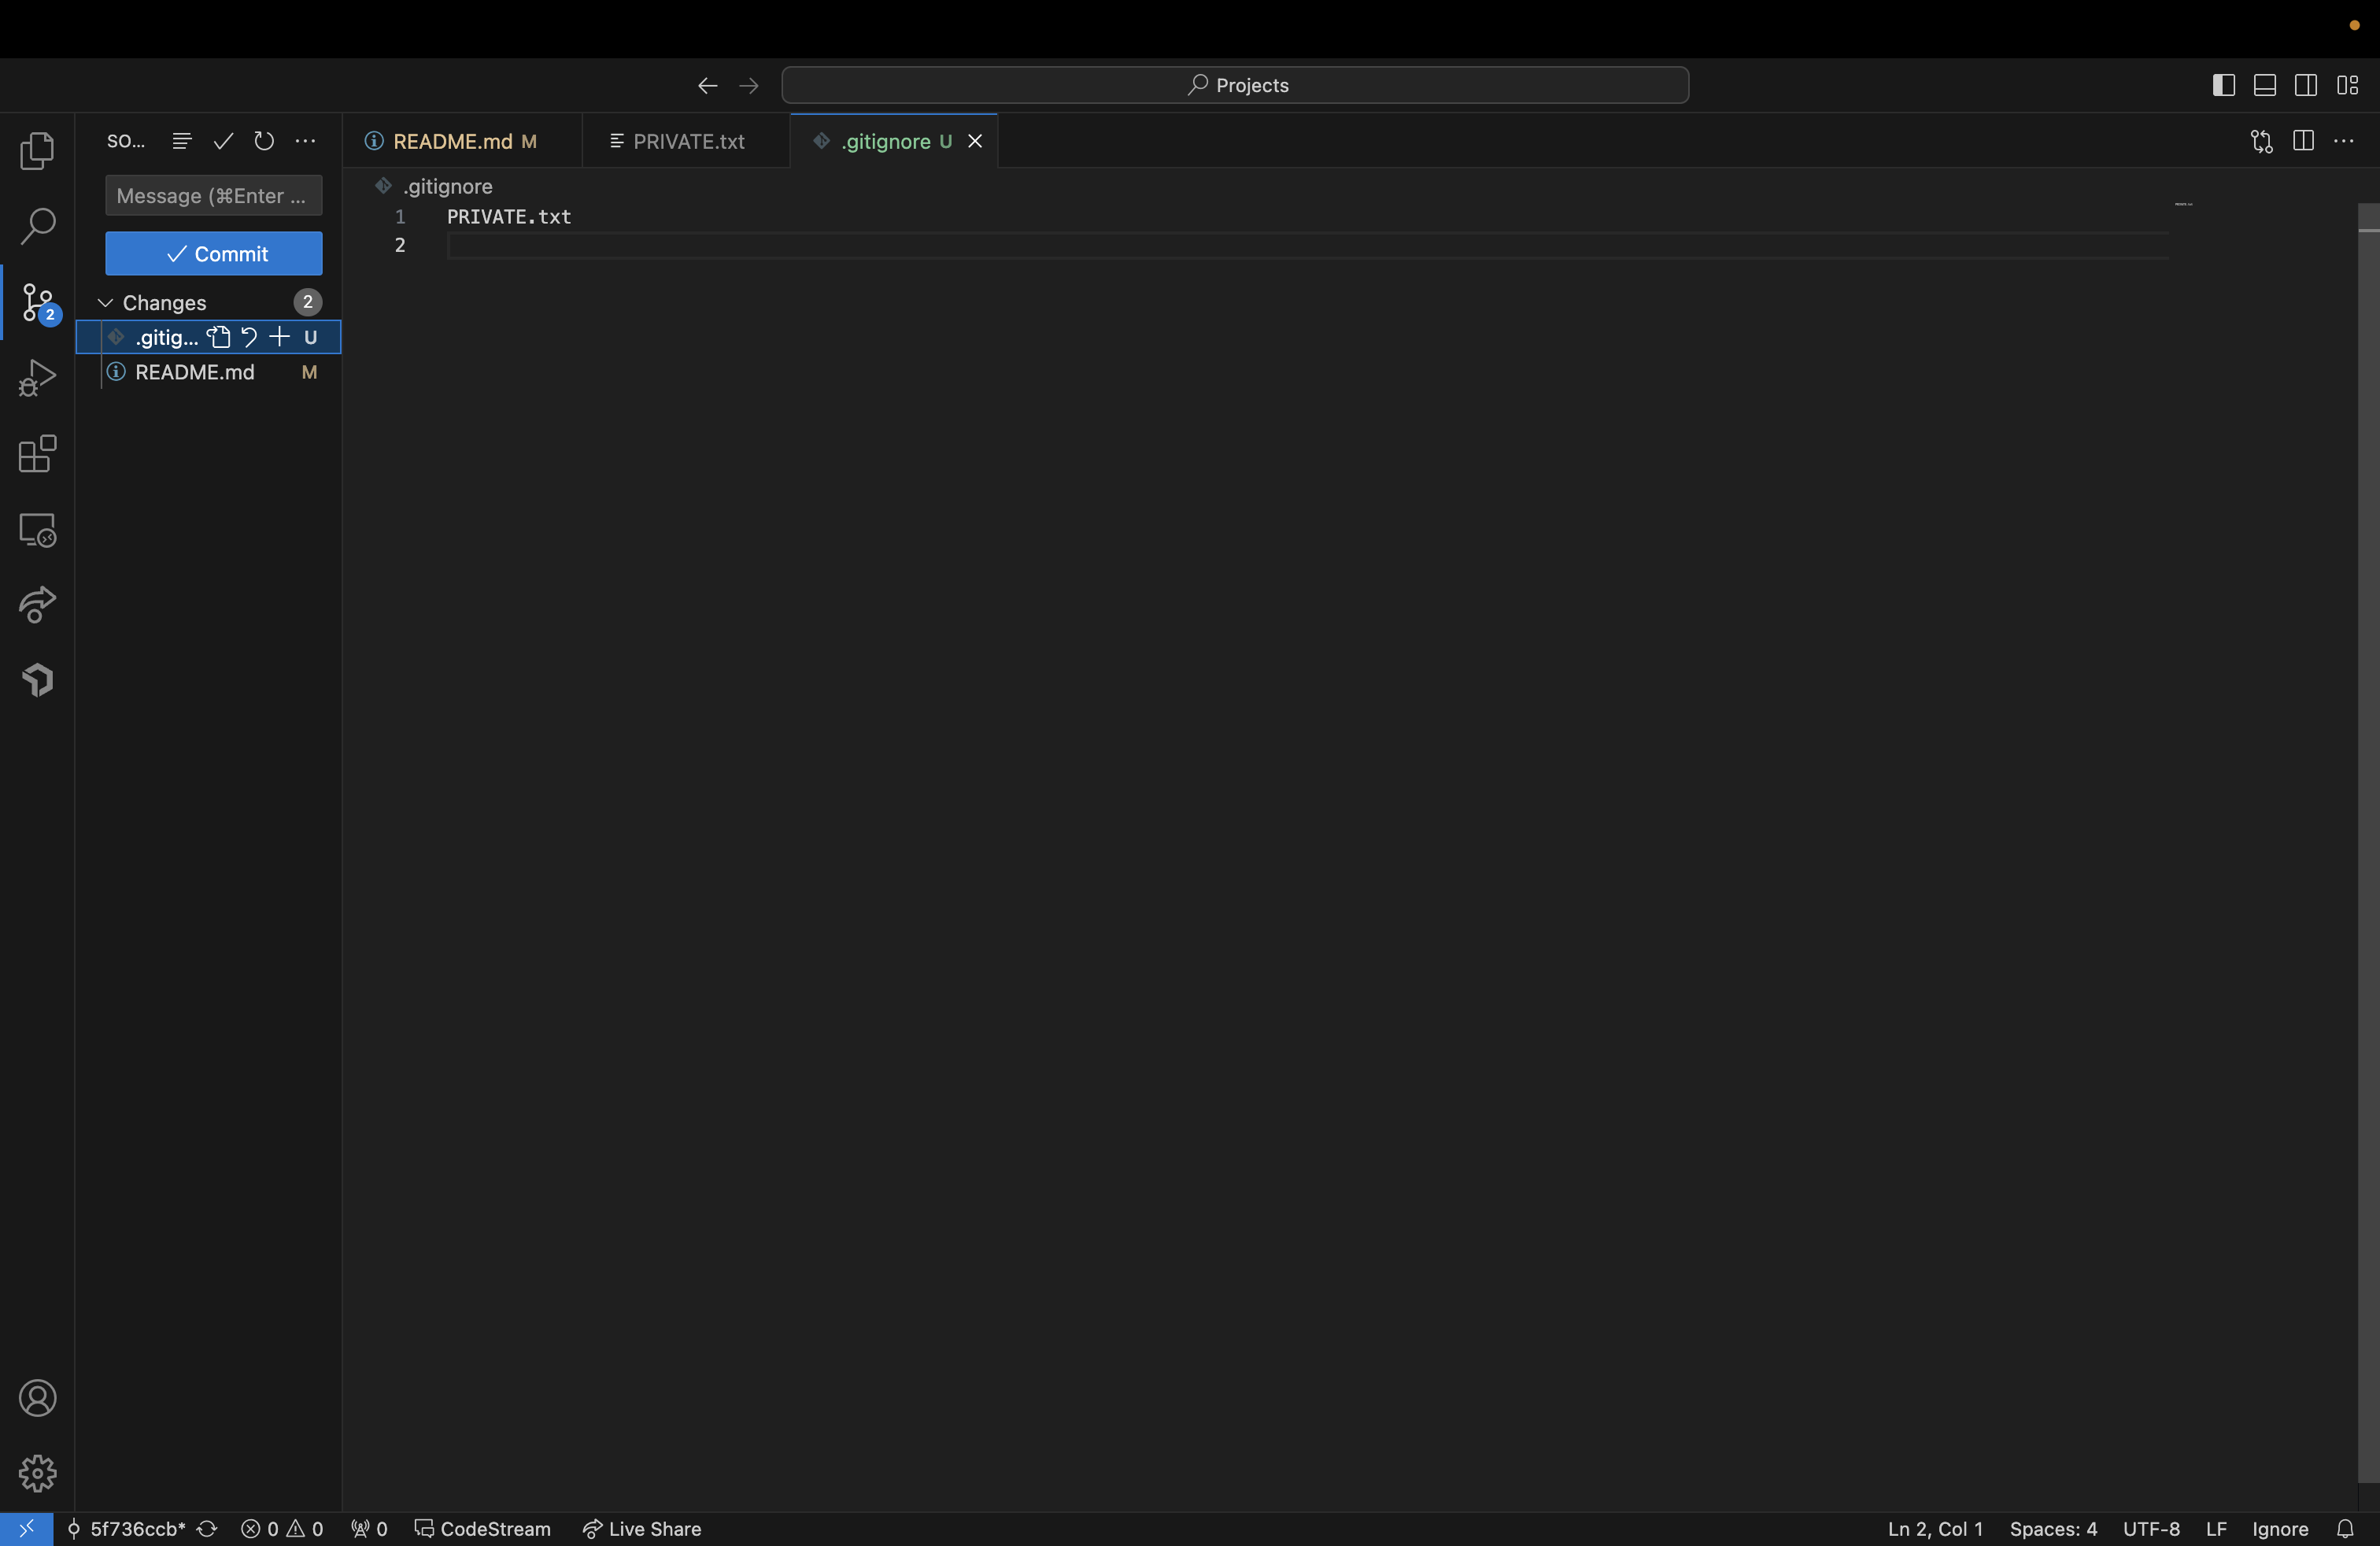 Projects
SO...
README.md M
PRIVATE.txt
.gitignore U
Message (⌘Enter ...
.gitignore
1 PRIVATE.txt
2
Commit
Changes 2
2
.gitig... U
README.md M
5f736ccb* 0 0 0 CodeStream Live Share Ln 2, Col 1 Spaces: 4 UTF-8 LF Ignore